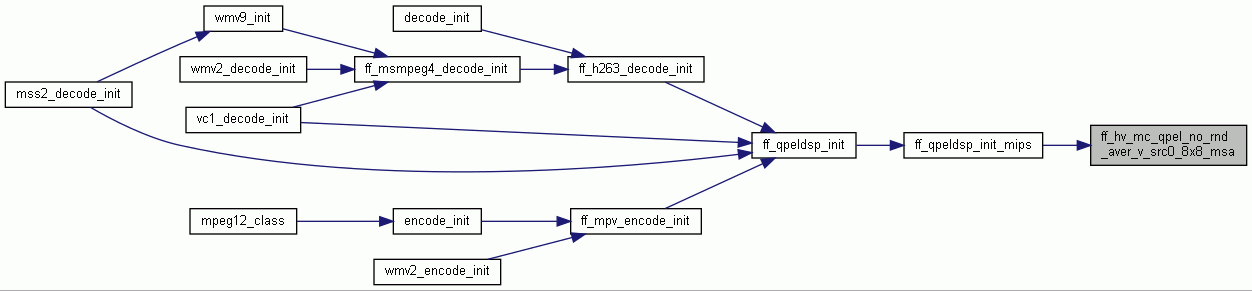 wmv9_init
decode_init
wmv2_decode_init
ff_msmpeg4_decode_init
ff_h263_decode_init
mss2_decode_init
vc1_decode_init
ff_qpeldsp_init
ff_qpeldsp_init_mips
ff_hv_mc_qpel_no_rnd
_aver_v_src0_8x8_msa
mpeg12_class
encode_init
ff_mpv_encode_init
wmv2_encode_init